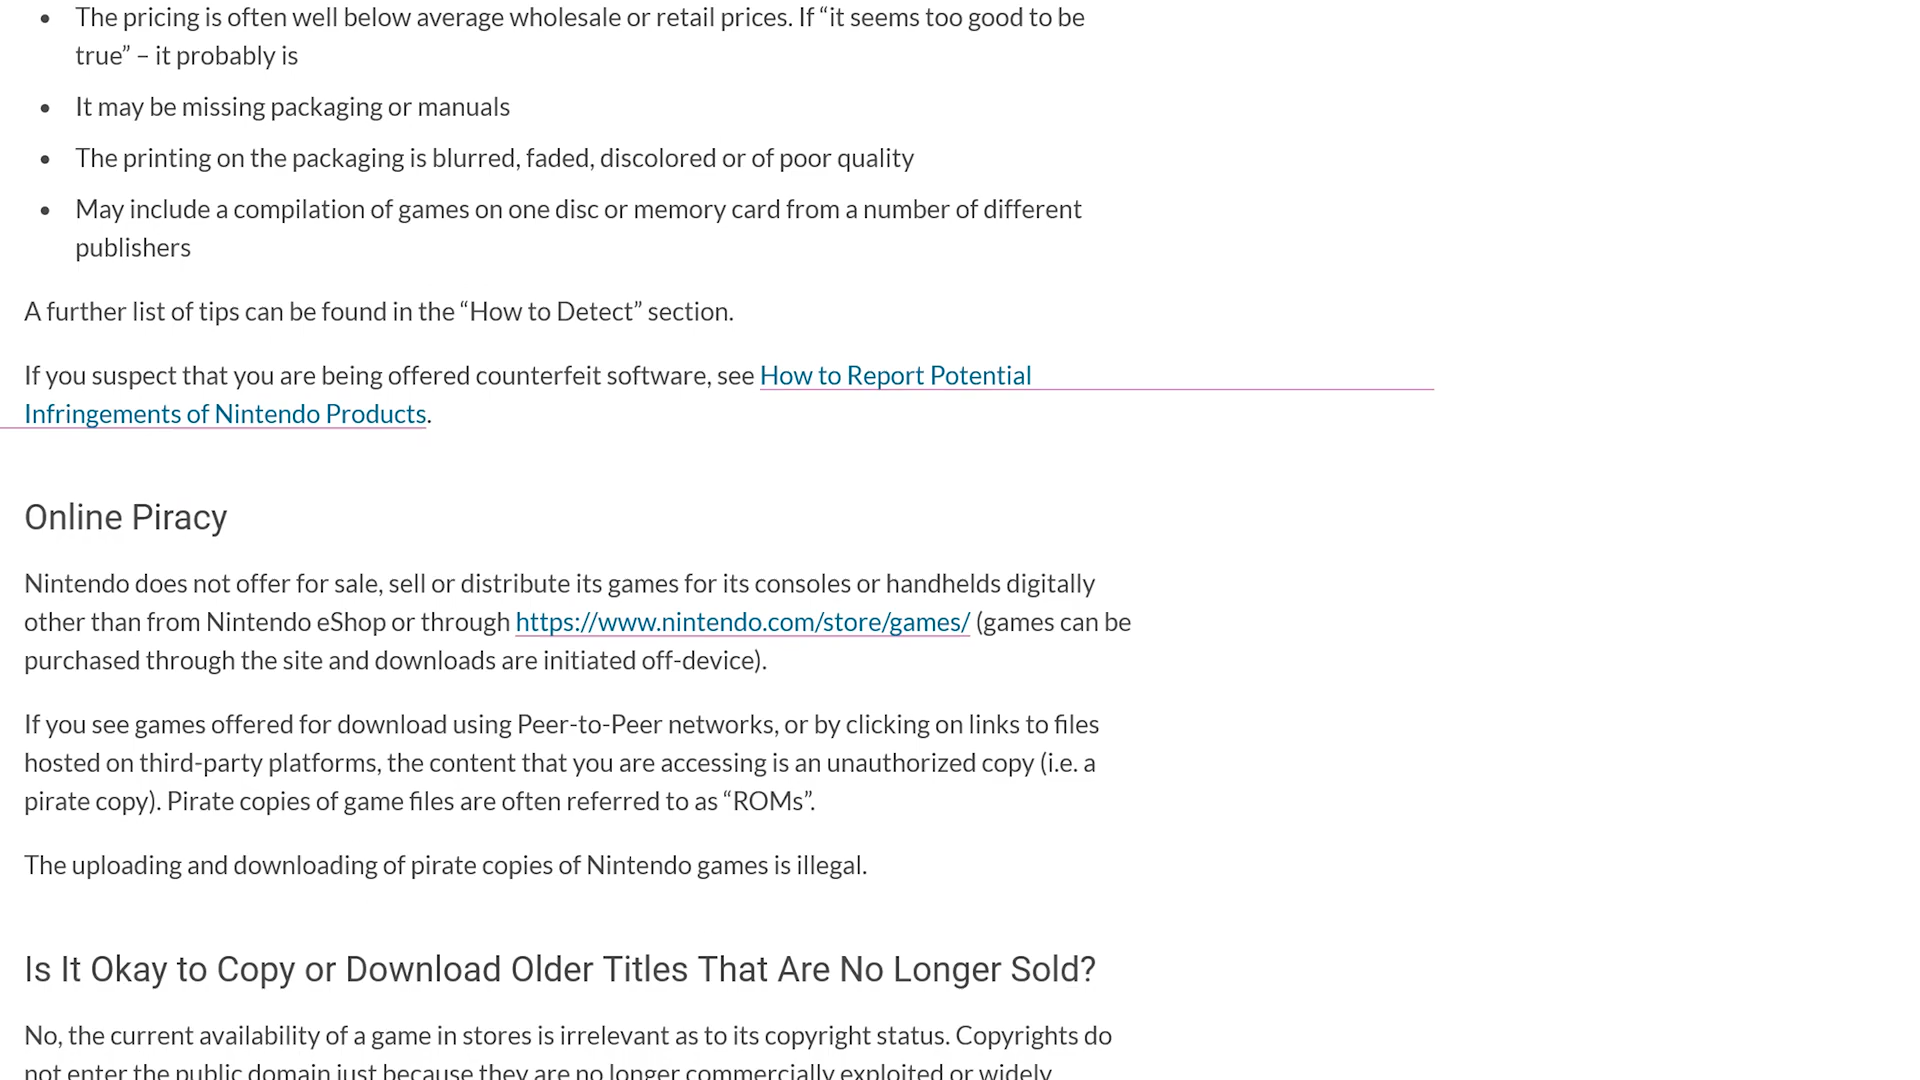 The pricing is often well below average wholesale or retail prices. If “it seems too good to be
true” – it probably is
It may be missing packaging or manuals
The printing on the packaging is blurred, faded, discolored or of poor quality
May include a compilation of games on one disc or memory card from a number of different
publishers
A further list of tips can be found in the “How to Detect” section.
If you suspect that you are being offered counterfeit software, see How to Report Potential
Infringements of Nintendo Products.
Online Piracy
Nintendo does not offer for sale, sell or distribute its games for its consoles or handhelds digitally
other than from Nintendo eShop or through https://www.nintendo.com/store/games/ (games can be
purchased through the site and downloads are initiated off-device).
If you see games offered for download using Peer-to-Peer networks, or by clicking on links to files
hosted on third-party platforms, the content that you are accessing is an unauthorized copy (i.e. a
pirate copy). Pirate copies of game files are often referred to as “ROMs”.
The uploading and downloading of pirate copies of Nintendo games is illegal.
Is It Okay to Copy or Download Older Titles That Are No Longer Sold?
No, the current availability of a game in stores is irrelevant as to its copyright status. Copyrights do
not enter the public domain just because they are no longer commercially exploited or widely